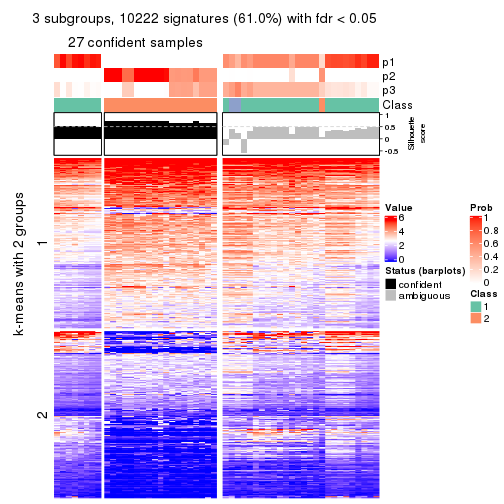 3 subgroups, 10222 signatures (61.0%) with fdr < 0.05
27 confident samples
p1
p2
p3
Class
1
0.5
0
-0.5
Silhouette
score
k-means with 2 groups
1
2
Value
6
4
2
0
Status (barplots)
confident
ambiguous
Prob
1
0.8
0.6
0.4
0.2
0
Class
1
2